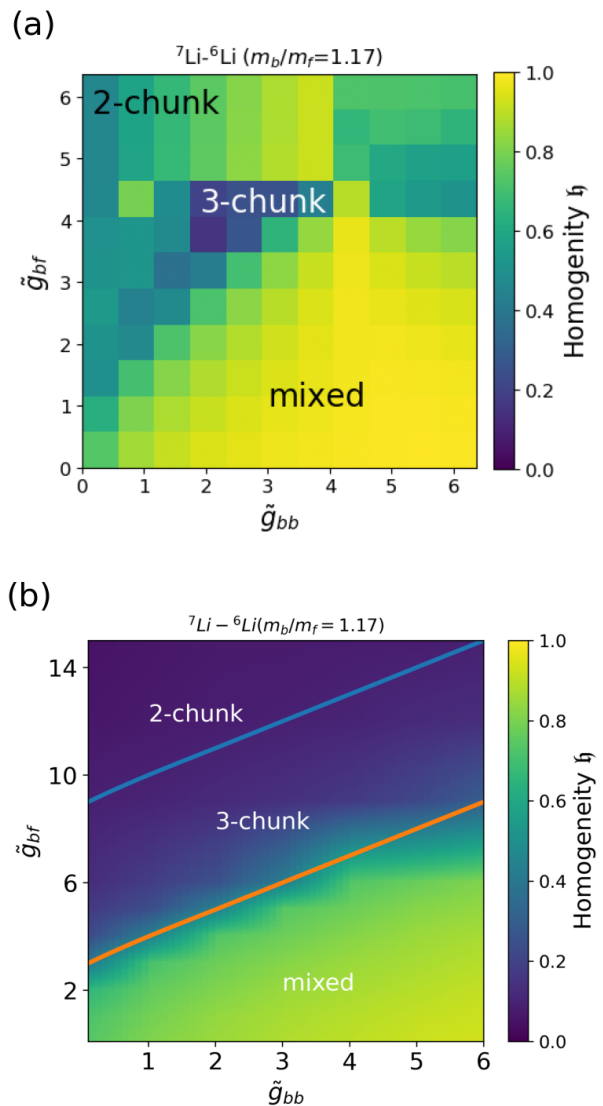 (a)
⁷Li-⁶Li (m_b/m_f=1.17)
6
5
4
3
2
1
0
g̃_bf
2-chunk
3-chunk
mixed
0 1 2 3 4 5 6
g̃_bb
1.0
0.8
0.6
0.4
0.2
0.0
Homogenity 𝔥
(b)
⁷Li − ⁶Li(m_b/m_f = 1.17)
14
10
6
2
g̃_bf
2-chunk
3-chunk
mixed
1 2 3 4 5 6
g̃_bb
1.0
0.8
0.6
0.4
0.2
0.0
Homogeneity 𝔥